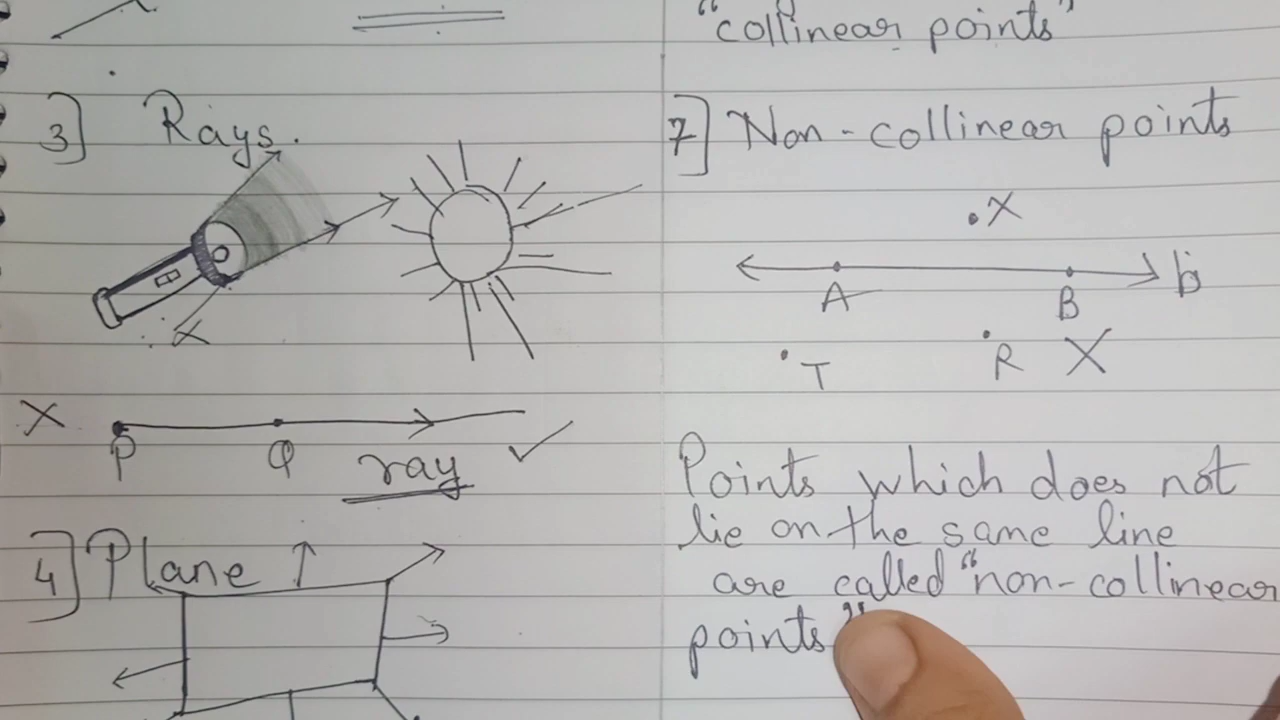 3] Rays.
P Q ray
4] Plane
"collinear points"
7] Non-collinear points
X
A B b
T R X
Points which does not
lie on the same line
are called "non-collinear
points"